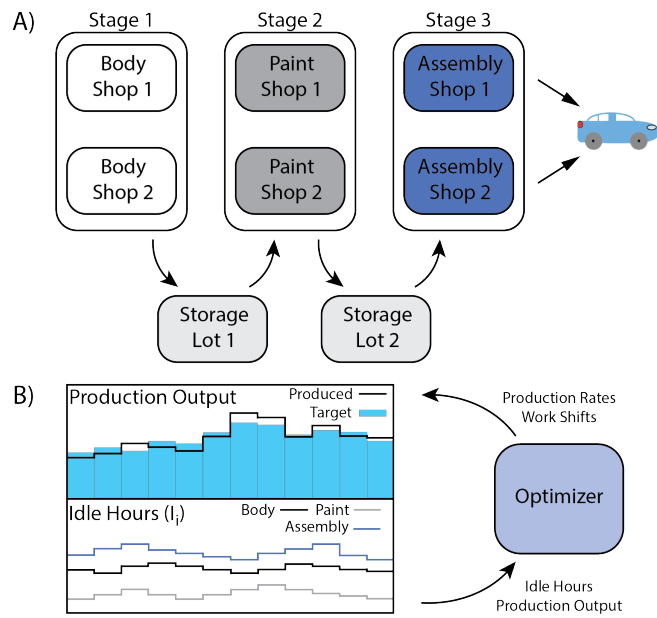 A)
Stage 1
Stage 2
Stage 3
Body
Shop 1
Paint
Shop 1
Assembly
Shop 1
Body
Shop 2
Paint
Shop 2
Assembly
Shop 2
Storage
Lot 1
Storage
Lot 2
B)
Production Output
Produced
Target
Idle Hours (Ii)
Body
Paint
Assembly
Production Rates
Work Shifts
Optimizer
Idle Hours
Production Output